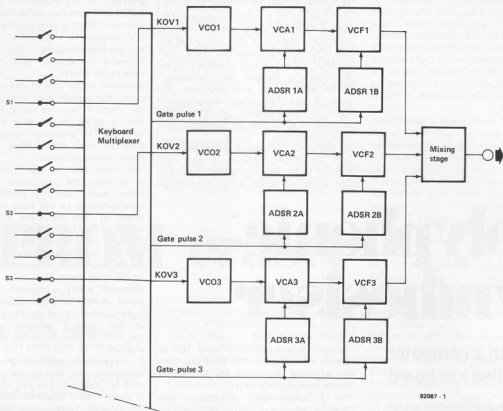 KOV1
VCO1
VCA1
VCF1
ADSR 1A
ADSR 1B
S1
Keyboard
Multiplexer
Gate pulse 1
KOV2
VCO2
VCA2
VCF2
Mixing
stage
ADSR 2A
ADSR 2B
S2
Gate pulse 2
S3
KOV3
VCO3
VCA3
VCF3
ADSR 3A
ADSR 3B
Gate pulse 3
82087 - 1